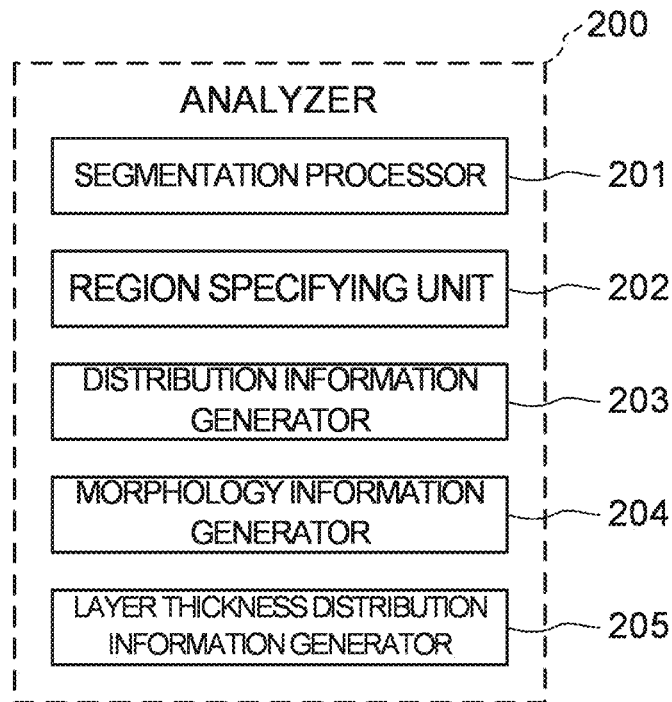 200
ANALYZER
SEGMENTATION PROCESSOR
201
REGION SPECIFYING UNIT
202
DISTRIBUTION INFORMATION
GENERATOR
203
MORPHOLOGY INFORMATION
GENERATOR
204
LAYER THICKNESS DISTRIBUTION
INFORMATION GENERATOR
205